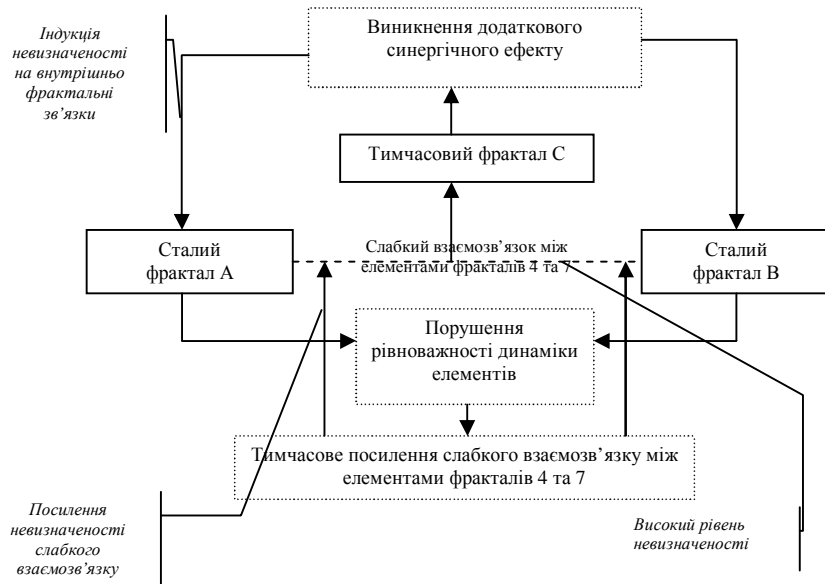 Індукція
невизначеності
на внутрішньо
фрактальні
зв’язки
Виникнення додаткового
синергічного ефекту
Тимчасовий фрактал С
Сталий
фрактал А
Слабкий взаємозв’язок між
елементами фракталів 4 та 7
Сталий
фрактал В
Порушення
рівноважності динаміки
елементів
Тимчасове посилення слабкого взаємозв’язку між
елементами фракталів 4 та 7
Посилення
невизначеності
слабкого
взаємозв’язку
Високий рівень
невизначеності